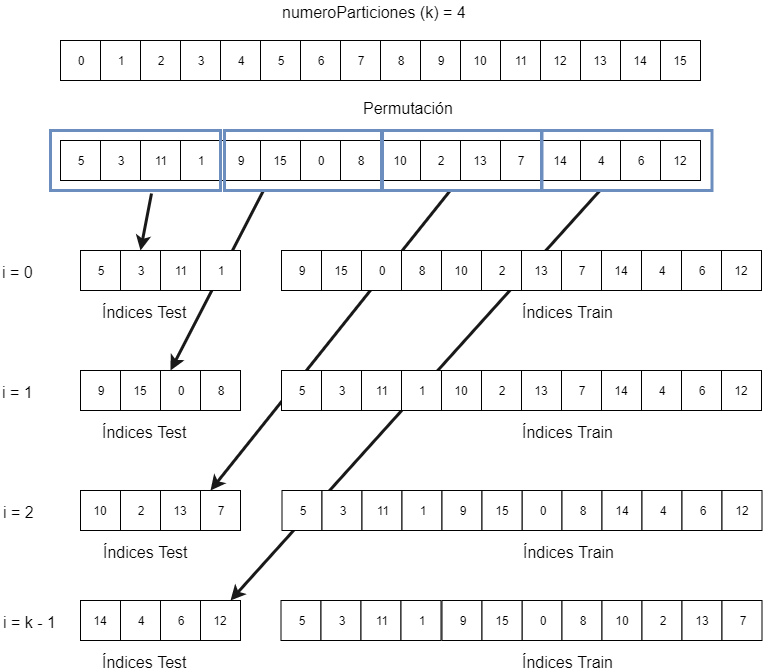 numeroParticiones (k) = 4
0 1 2 3 4 5 6 7 8 9 10 11 12 13 14 15
Permutación
5 3 11 1 9 15 0 8 10 2 13 7 14 4 6 12
i = 0 5 3 11 1 9 15 0 8 10 2 13 7 14 4 6 12
Índices Test Índices Train
i = 1 9 15 0 8 5 3 11 1 10 2 13 7 14 4 6 12
Índices Test Índices Train
i = 2 10 2 13 7 5 3 11 1 9 15 0 8 14 4 6 12
Índices Test Índices Train
i = k - 1 14 4 6 12 5 3 11 1 9 15 0 8 10 2 13 7
Índices Test Índices Train